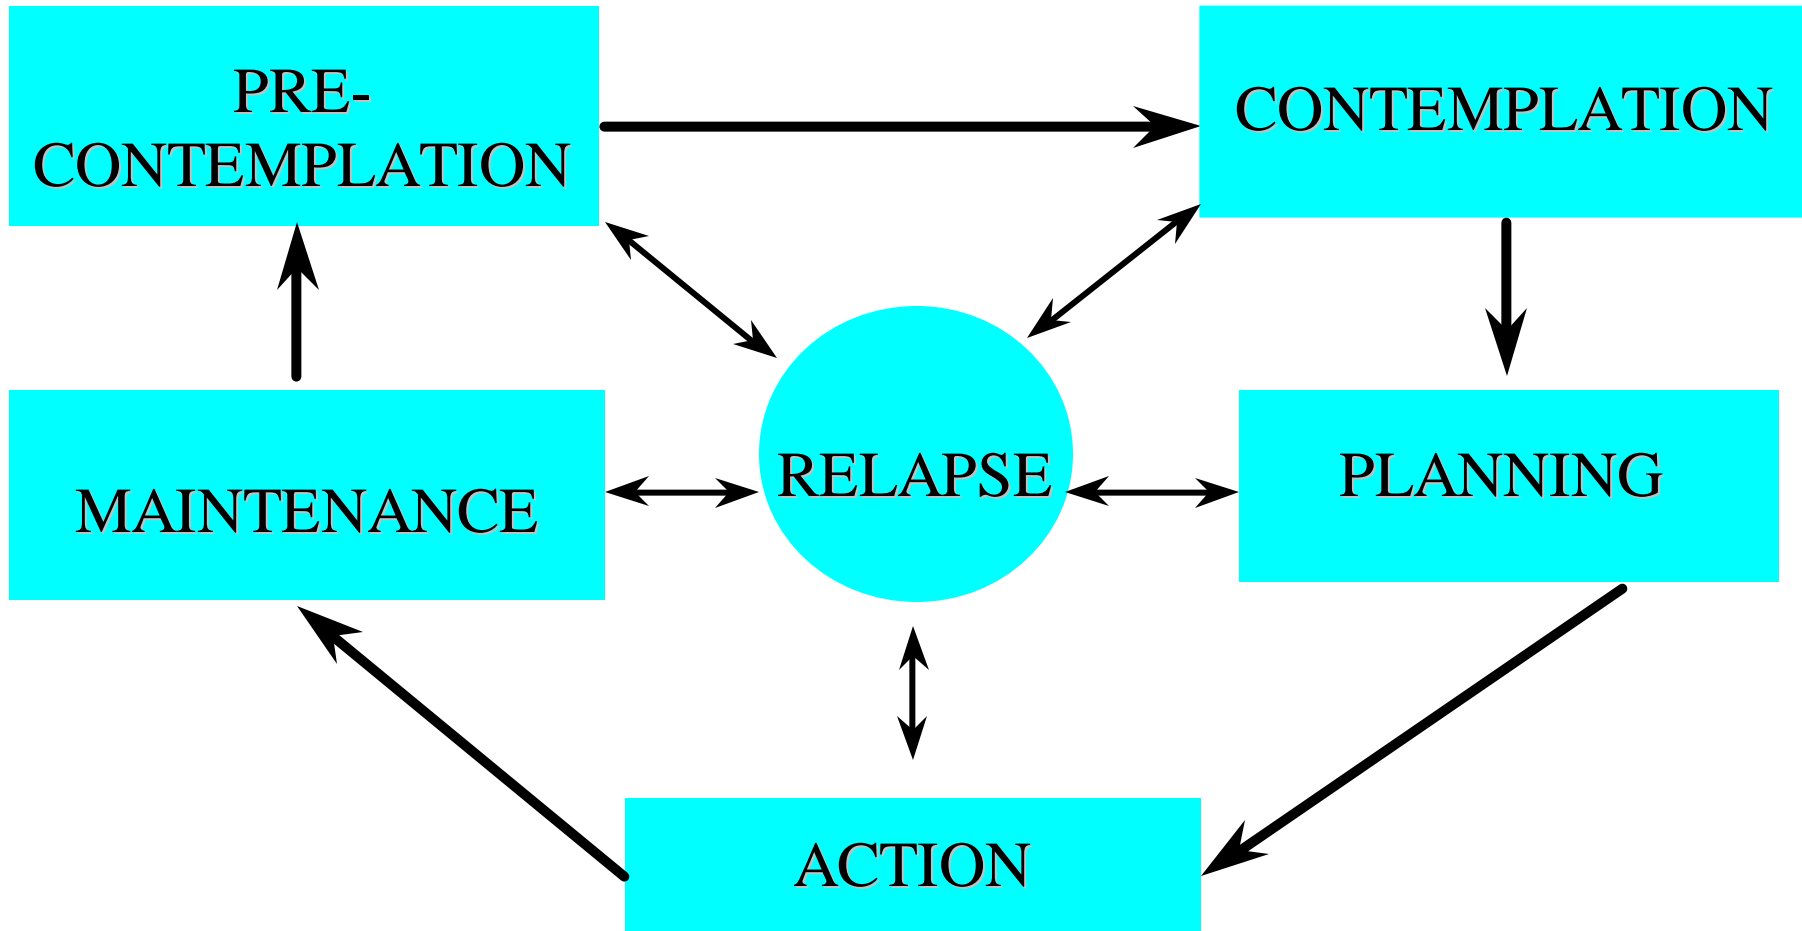 PRE-
CONTEMPLATION
CONTEMPLATION
RELAPSE
PLANNING
MAINTENANCE
ACTION